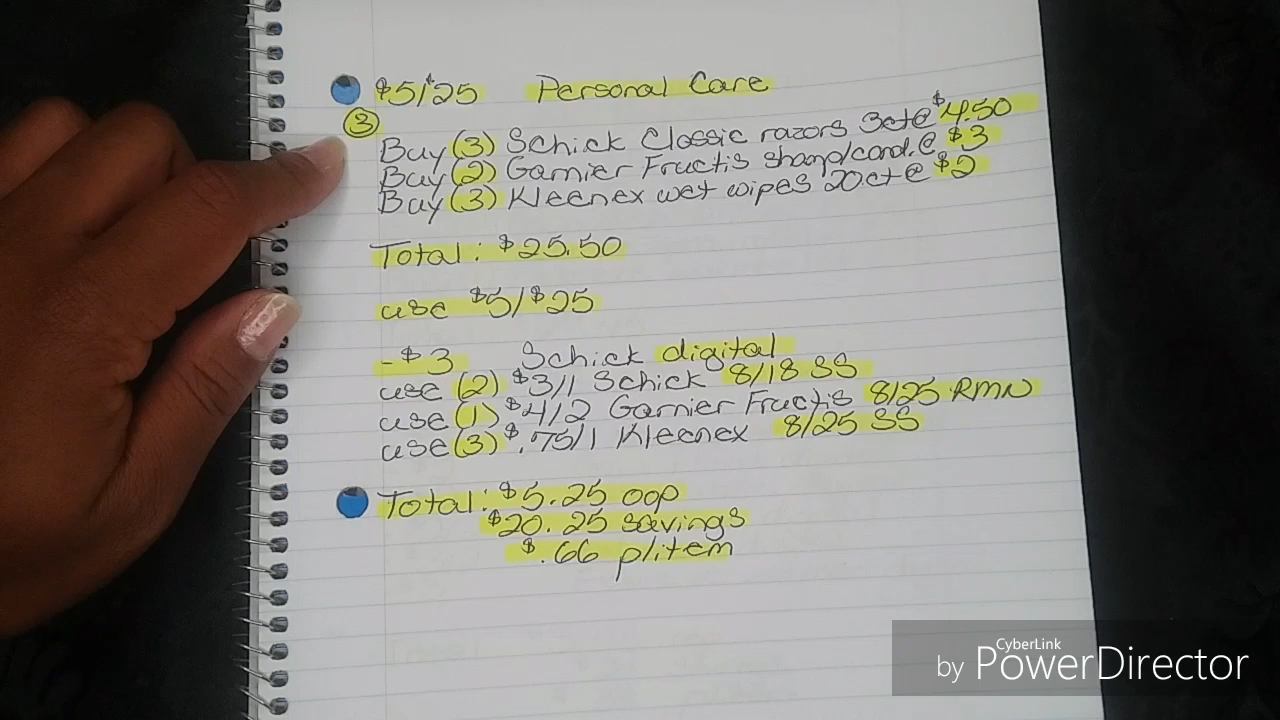 $5/$25 Personal Care
3
Buy (3) Schick Classic razors 3ct @ $4.50
Buy (2) Garnier Fructis shamp/cond. @ $3
Buy (3) Kleenex wet wipes 20ct @ $2
Total: $25.50
use $5/$25
-$3 Schick digital
use (2) $3/1 Schick 8/18 SS
use (1) $4/2 Garnier Fructis 8/25 RMN
use (3) $.75/1 Kleenex 8/25 SS
Total: $5.25 oop
$20.25 savings
$.66 p/item
by CyberLink PowerDirector